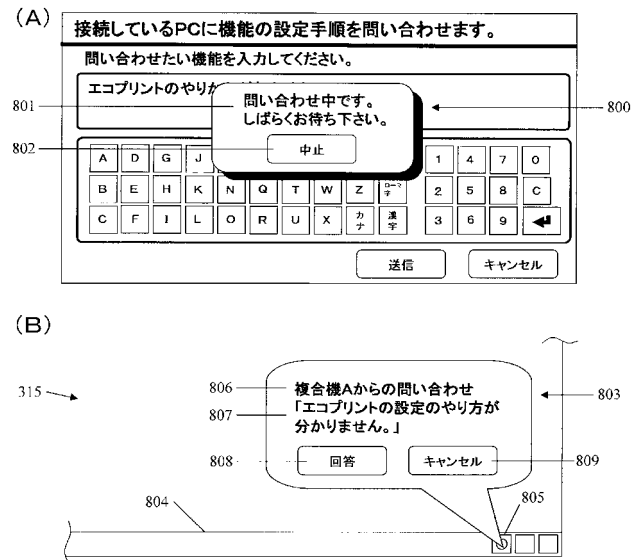 (A)
接続しているPCに機能の設定手順を問い合わせます。
問い合わせたい機能を入力してください。
エコプリントのやりか
801
問い合わせ中です。
しばらくお待ち下さい。
800
802
中止
A D G J 1 4 7 0
B E H K N Q T W Z ローマ字 2 5 8 C
C F I L O R U X カナ 漢字 3 6 9
送信 キャンセル
(B)
315
806
複合機Aからの問い合わせ
803
807
「エコプリントの設定のやり方が
分かりません。」
808
回答 キャンセル
809
804
805